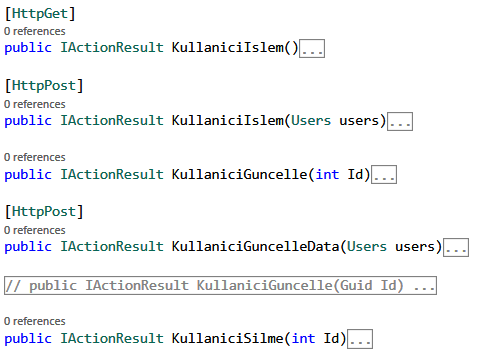 [HttpGet]
0 references
public IActionResult KullaniciIslem()...
[HttpPost]
0 references
public IActionResult KullaniciIslem(Users users)...
0 references
public IActionResult KullaniciGuncelle(int Id)...
[HttpPost]
0 references
public IActionResult KullaniciGuncelleData(Users users)...
// public IActionResult KullaniciGuncelle(Guid Id) ...
0 references
public IActionResult KullaniciSilme(int Id)...